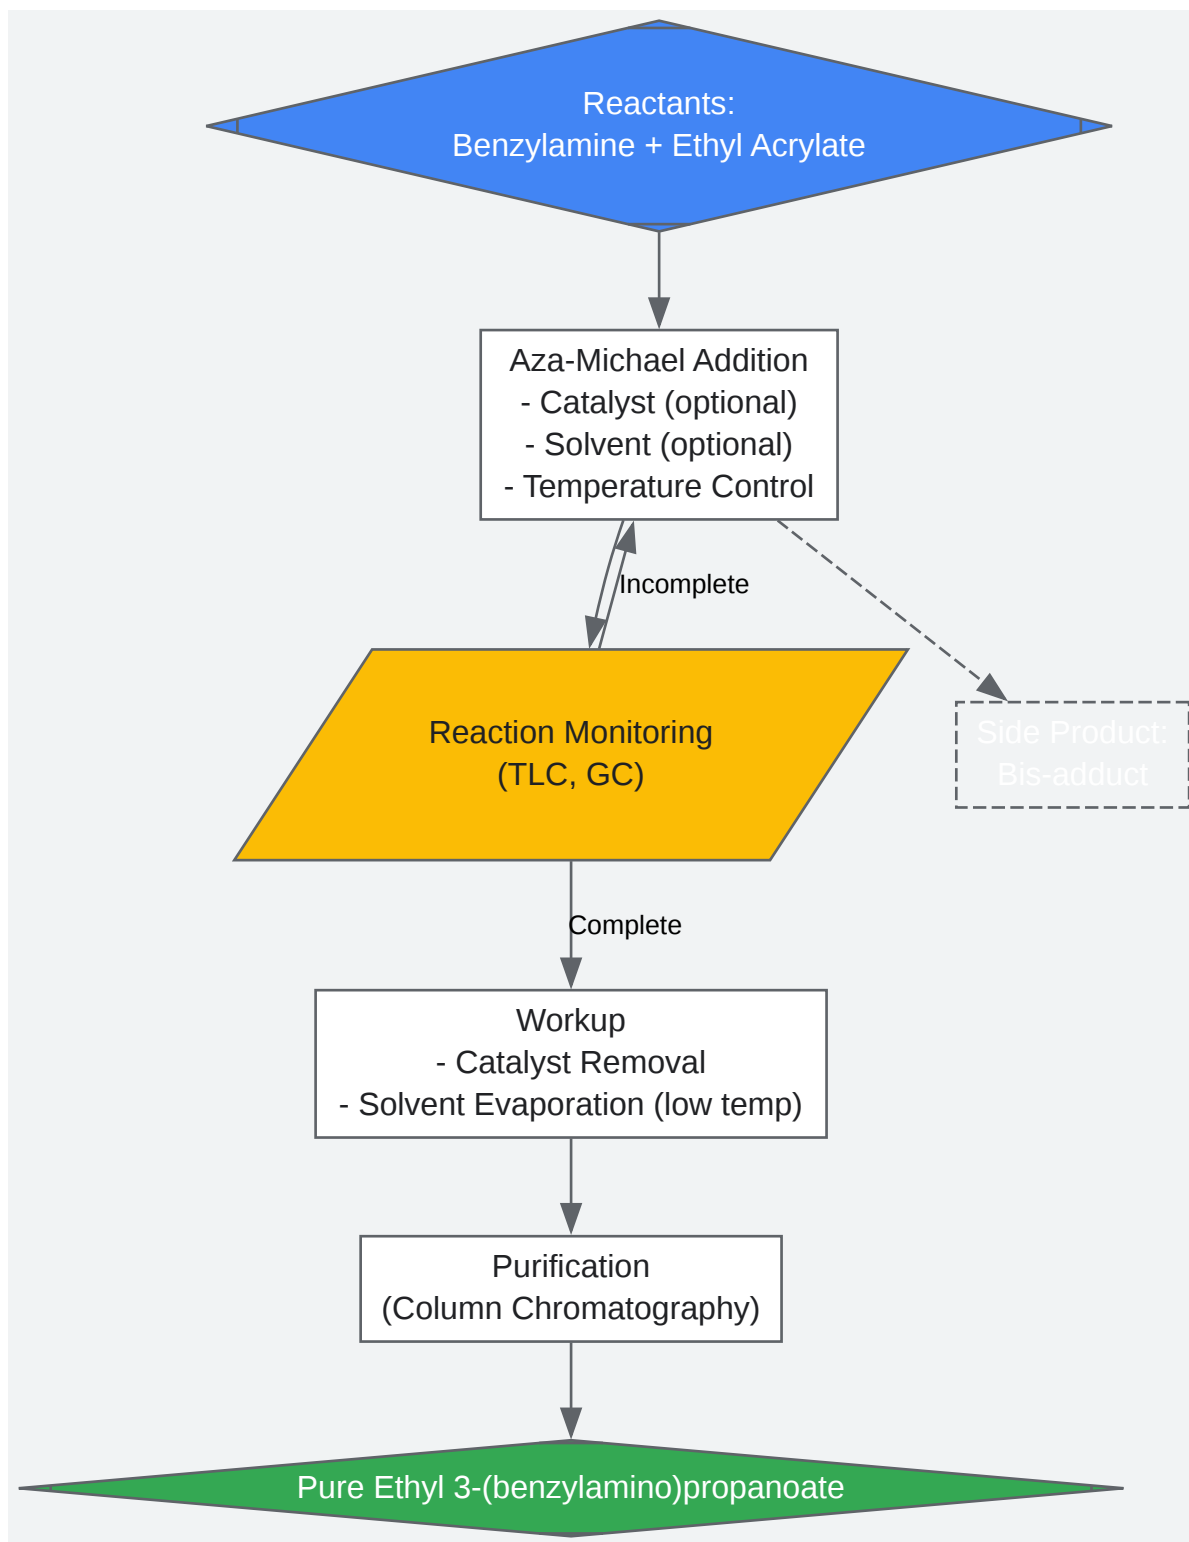 Reactants:
Benzylamine + Ethyl Acrylate
Aza-Michael Addition
- Catalyst (optional)
- Solvent (optional)
- Temperature Control
Incomplete
Reaction Monitoring
(TLC, GC)
Side Product:
Bis-adduct
Complete
Workup
- Catalyst Removal
- Solvent Evaporation (low temp)
Purification
(Column Chromatography)
Pure Ethyl 3-(benzylamino)propanoate